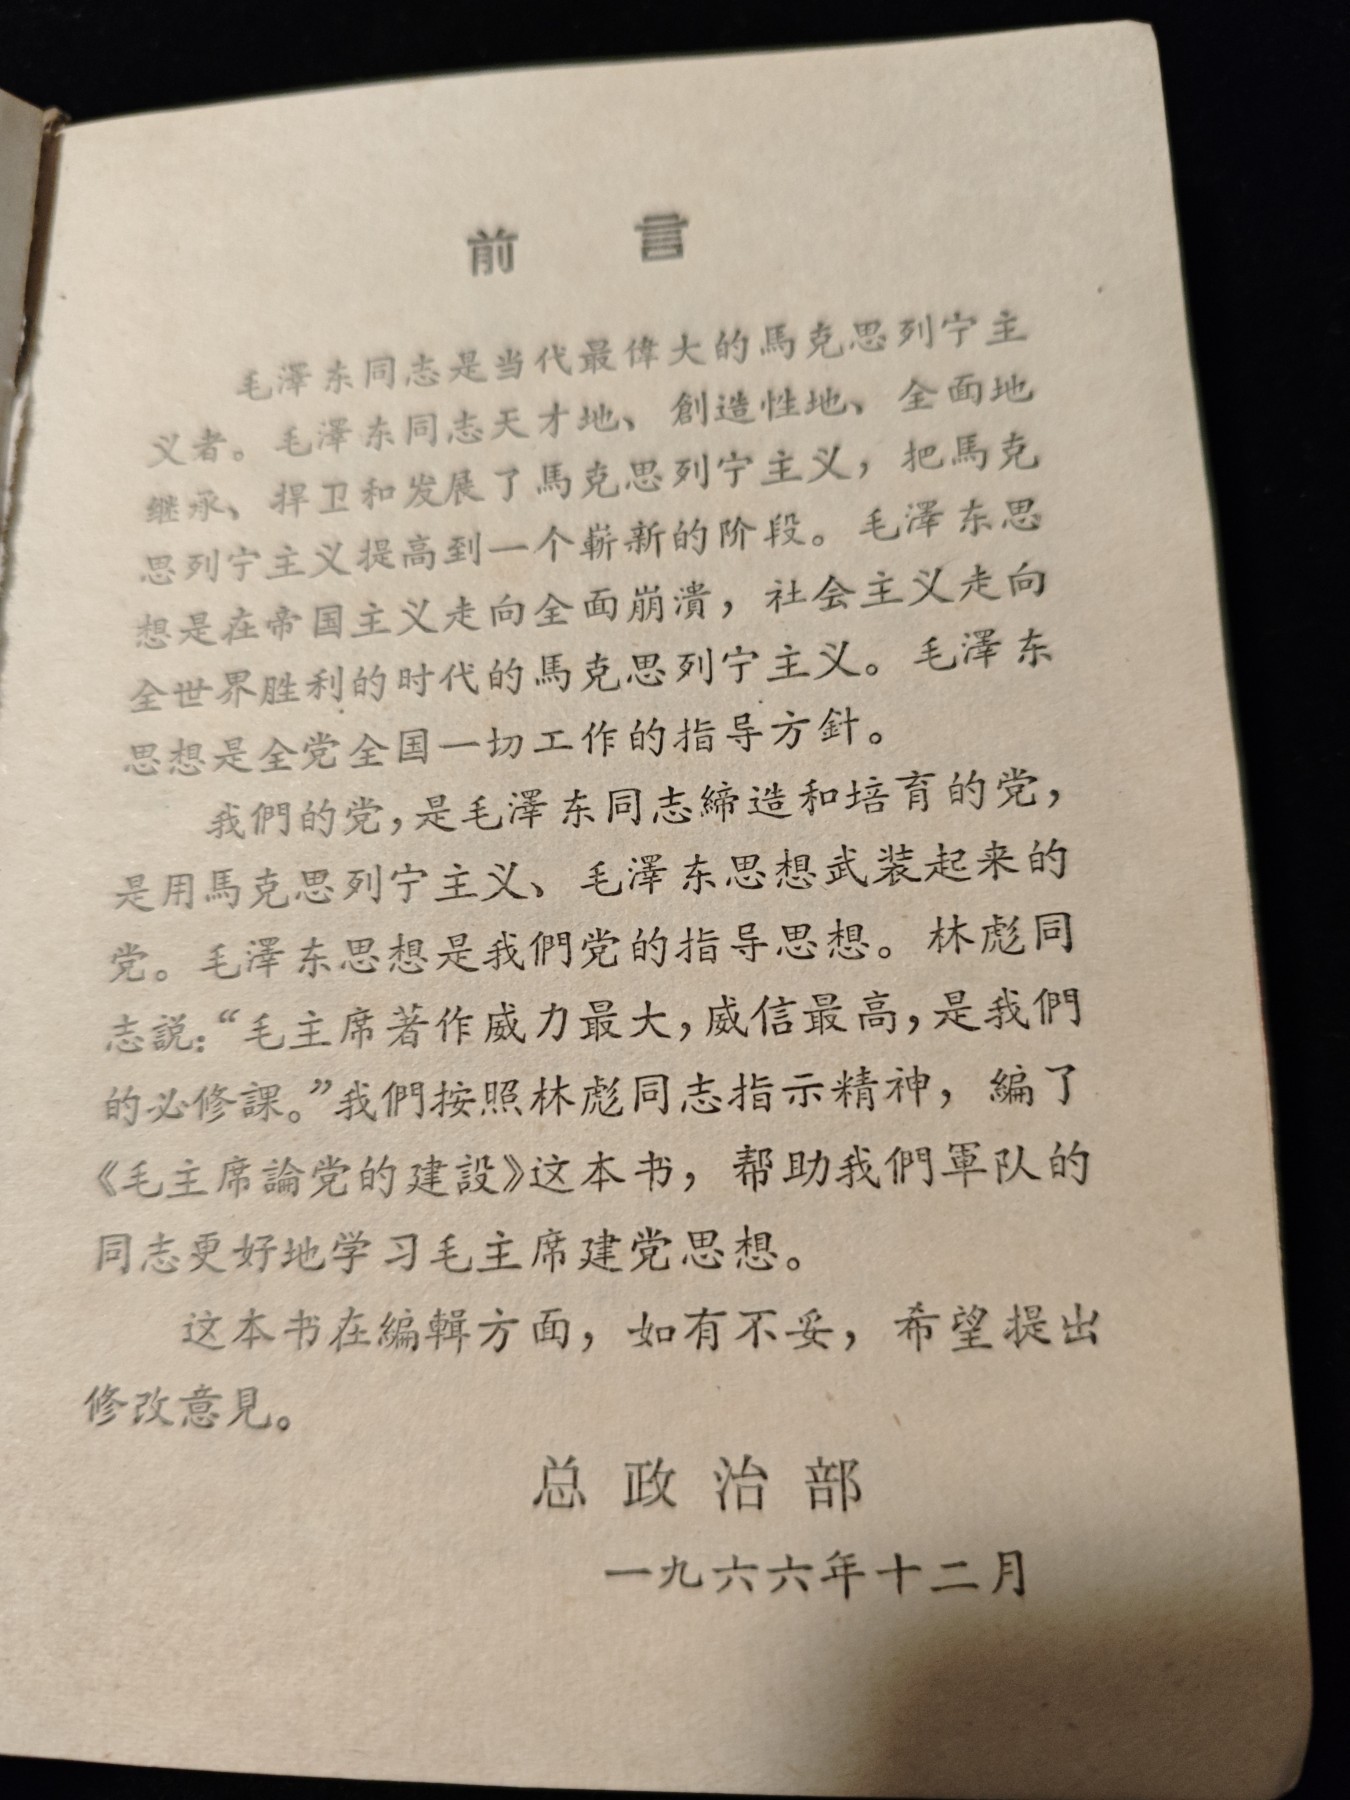 前言
毛澤东同志是当代最偉大的馬克思列宁主
义者。毛澤东同志天才地、創造性地、全面地
继承、捍卫和发展了馬克思列宁主义，把馬克
思列宁主义提高到一个嶄新的阶段。毛澤东思
想是在帝国主义走向全面崩潰，社会主义走向
全世界胜利的时代的馬克思列宁主义。毛澤东
思想是全党全国一切工作的指导方針。
我們的党，是毛澤东同志締造和培育的党，
是用馬克思列宁主义、毛澤东思想武装起来的
党。毛澤东思想是我們党的指导思想。林彪同
志説：“毛主席著作威力最大，威信最高，是我們
的必修課。”我們按照林彪同志指示精神，編了
《毛主席論党的建設》这本书，帮助我們軍队的
同志更好地学习毛主席建党思想。
这本书在編輯方面，如有不妥，希望提出
修改意見。
总政治部
一九六六年十二月